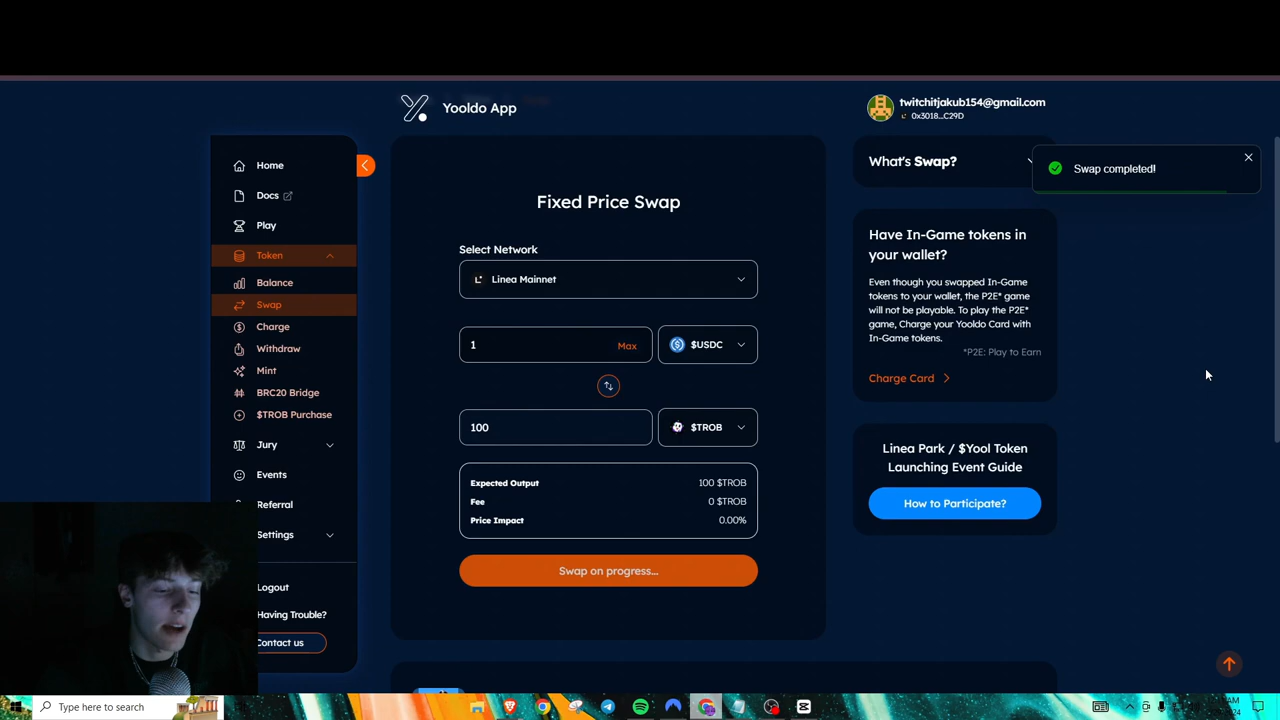 Yooldo App
twitchitjakub154@gmail.com
0x3018...C29D
Home
Docs
Play
Token
Balance
Swap
Charge
Withdraw
Mint
BRC20 Bridge
$TROB Purchase
Jury
Events
Referral
Settings
Logout
Having Trouble?
Contact us
Fixed Price Swap
Select Network
Linea Mainnet
1
Max
$USDC
100
$TROB
Expected Output
100 $TROB
Fee
0 $TROB
Price Impact
0.00%
Swap on progress...
What's Swap?
Swap completed!
Have In-Game tokens in
your wallet?
Even though you swapped In-Game
tokens to your wallet, the P2E* game
will not be playable. To play the P2E*
game, Charge your Yooldo Card with
In-Game tokens.
*P2E: Play to Earn
Charge Card
Linea Park / $Yool Token
Launching Event Guide
How to Participate?
Type here to search